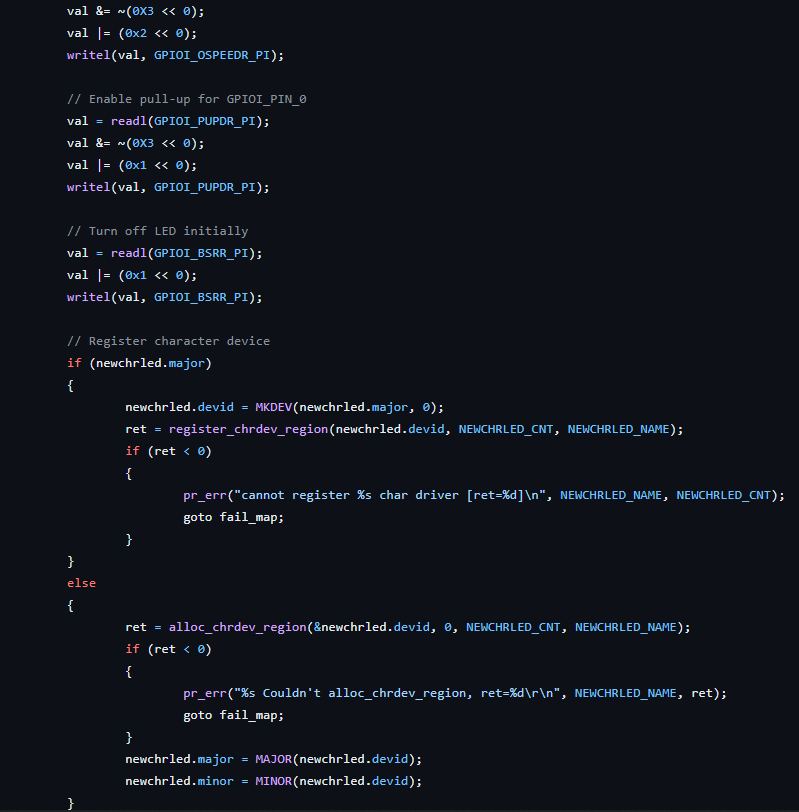 val &= ~(0X3 << 0);
val |= (0x2 << 0);
writel(val, GPIOI_OSPEEDR_PI);

// Enable pull-up for GPIOI_PIN_0
val = readl(GPIOI_PUPDR_PI);
val &= ~(0X3 << 0);
val |= (0x1 << 0);
writel(val, GPIOI_PUPDR_PI);

// Turn off LED initially
val = readl(GPIOI_BSRR_PI);
val |= (0x1 << 0);
writel(val, GPIOI_BSRR_PI);

// Register character device
if (newchrled.major)
{
        newchrled.devid = MKDEV(newchrled.major, 0);
        ret = register_chrdev_region(newchrled.devid, NEWCHRLED_CNT, NEWCHRLED_NAME);
        if (ret < 0)
        {
                pr_err("cannot register %s char driver [ret=%d]\n", NEWCHRLED_NAME, NEWCHRLED_CNT);
                goto fail_map;
        }
}
else
{
        ret = alloc_chrdev_region(&newchrled.devid, 0, NEWCHRLED_CNT, NEWCHRLED_NAME);
        if (ret < 0)
        {
                pr_err("%s Couldn't alloc_chrdev_region, ret=%d\r\n", NEWCHRLED_NAME, ret);
                goto fail_map;
        }
        newchrled.major = MAJOR(newchrled.devid);
        newchrled.minor = MINOR(newchrled.devid);
}